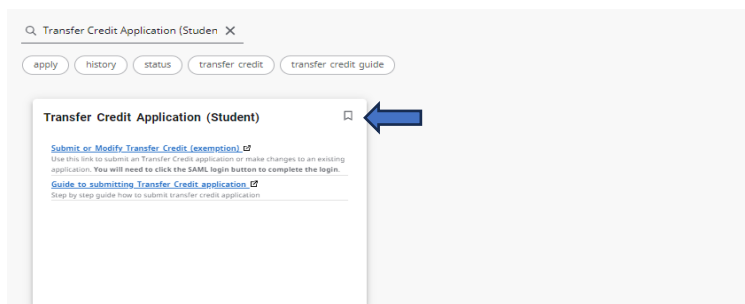 Transfer Credit Application (Studen
apply history status transfer credit transfer credit guide
Transfer Credit Application (Student)
Submit or Modify Transfer Credit (exemption)
Use this link to submit an Transfer Credit application or make changes to an existing
application. You will need to click the SAML login button to complete the login.
Guide to submitting Transfer Credit application
Step by step guide how to submit transfer credit application